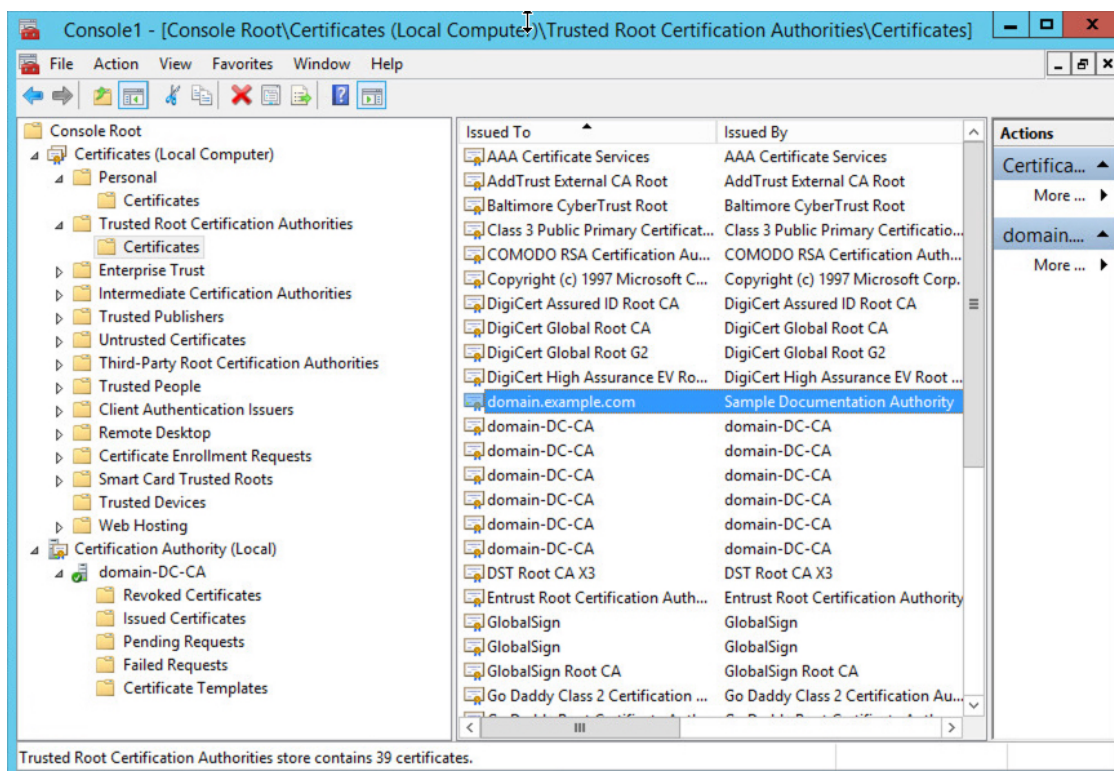 Console1 - [Console Root\Certificates (Local Computer)\Trusted Root Certification Authorities\Certificates]
File Action View Favorites Window Help
Console Root
Certificates (Local Computer)
Personal
Certificates
Trusted Root Certification Authorities
Certificates
Enterprise Trust
Intermediate Certification Authorities
Trusted Publishers
Untrusted Certificates
Third-Party Root Certification Authorities
Trusted People
Client Authentication Issuers
Remote Desktop
Certificate Enrollment Requests
Smart Card Trusted Roots
Trusted Devices
Web Hosting
Certification Authority (Local)
domain-DC-CA
Revoked Certificates
Issued Certificates
Pending Requests
Failed Requests
Certificate Templates
Issued To Issued By
AAA Certificate Services AAA Certificate Services
AddTrust External CA Root AddTrust External CA Root
Baltimore CyberTrust Root Baltimore CyberTrust Root
Class 3 Public Primary Certificat... Class 3 Public Primary Certificatio...
COMODO RSA Certification Au... COMODO RSA Certification Auth...
Copyright (c) 1997 Microsoft C... Copyright (c) 1997 Microsoft Corp.
DigiCert Assured ID Root CA DigiCert Assured ID Root CA
DigiCert Global Root CA DigiCert Global Root CA
DigiCert Global Root G2 DigiCert Global Root G2
DigiCert High Assurance EV Ro... DigiCert High Assurance EV Root ...
domain.example.com Sample Documentation Authority
domain-DC-CA domain-DC-CA
domain-DC-CA domain-DC-CA
domain-DC-CA domain-DC-CA
domain-DC-CA domain-DC-CA
domain-DC-CA domain-DC-CA
domain-DC-CA domain-DC-CA
DST Root CA X3 DST Root CA X3
Entrust Root Certification Auth... Entrust Root Certification Authority
GlobalSign GlobalSign
GlobalSign GlobalSign
GlobalSign Root CA GlobalSign Root CA
Go Daddy Class 2 Certification ... Go Daddy Class 2 Certification Au...
Actions
Certifica...
More ...
domain....
More ...
Trusted Root Certification Authorities store contains 39 certificates.